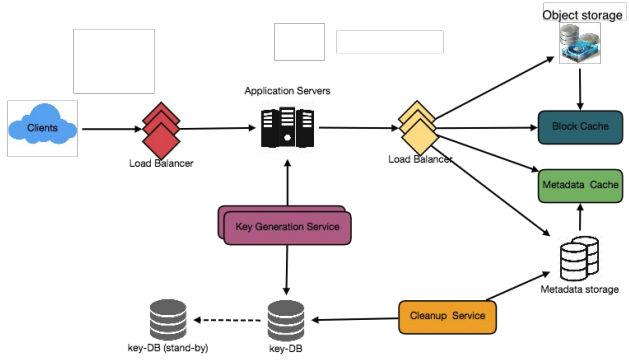 Object storage
Application Servers
Clients
Block Cache
Load Balancer
Load Balancer
Metadata Cache
Key Generation Service
Metadata storage
Cleanup Service
key-DB (stand-by)
key-DB